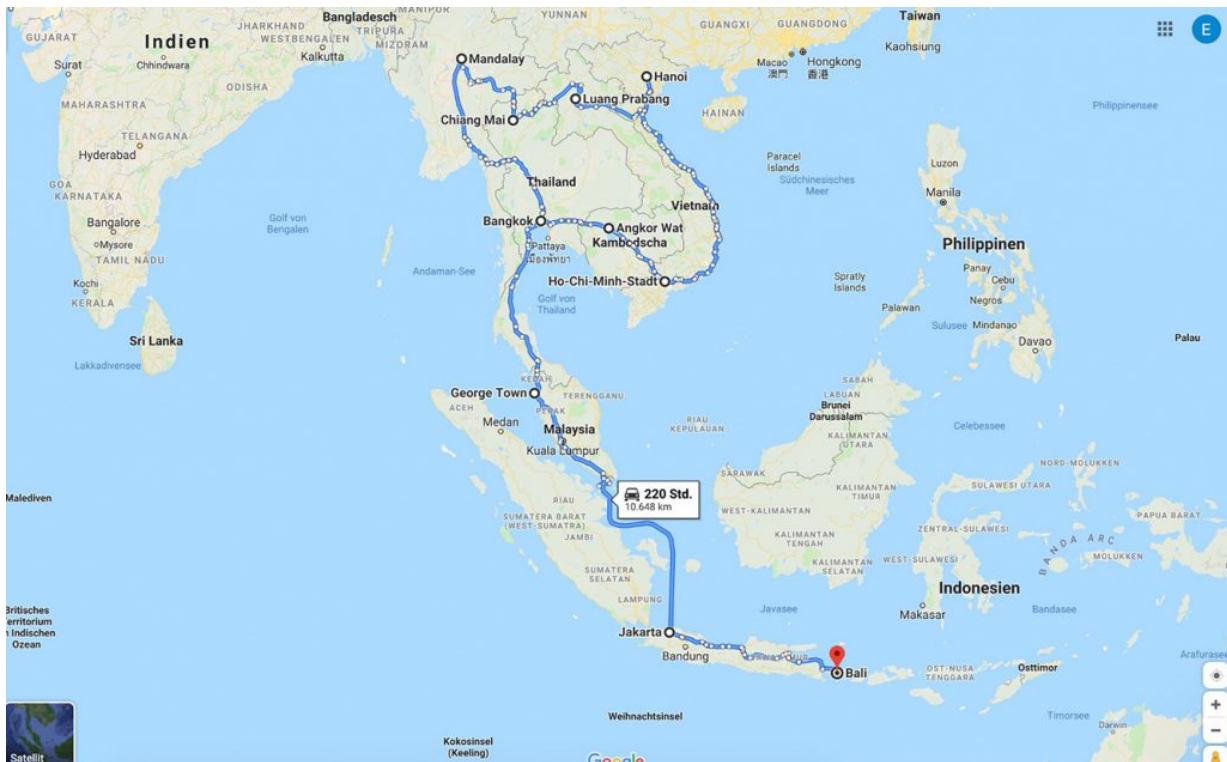 MANIPUR
YUNNAN
GUANGXI
GUANGDONG
Taiwan
Bangladesch
JHARKHAND
TRIPURA
GUJARAT
Indien
WESTBENGALEN
MIZORAM
Kaohsiung
E
Surat
Chhindwara
Kalkutta
Mandalay
Hanoi
Macao
澳門
Hongkong
香港
ODISHA
Luang Prabang
MAHARASHTRA
HAINAN
Philippinensee
Chiang Mai
TELANGANA
Hyderabad
Paracel
Islands
Luzon
Thailand
Südchinesisches
Meer
GOA
KARNATAKA
Manila
Vietnam
Bangkok
Golf von
Bengalen
Bangalore
Angkor Wat
Kambodscha
Mysore
Pattaya
เมืองพัทยา
Philippinen
TAMIL NADU
Andamanen-See
Panay
Cebu
Kochi
KERALA
Ho-Chi-Minh-Stadt
Spratly
Islands
Negros
Golf von
Thailand
Palawan
Sulusee
Mindanao
Sri Lanka
Davao
Palau
Lakkadivensee
KEDAH
SABAH
George Town
TERENGGANU
LABUAN
ACEH
PERAK
Brunei
Darussalam
Medan
RIAU
KEPULAUAN
Celebessee
Malaysia
KALIMANTAN
UTARA
Kuala Lumpur
NORD-MOLUKKEN
SARAWAK
Malediven
220 Std.
10.648 km
KALIMANTAN
TIMUR
SULAWESI UTARA
RIAU
SUMATERA BARAT
(WEST-SUMATRA)
WEST-KALIMANTAN
PAPUA BARAT
JAMBI
KALIMANTAN
TENGAH
ZENTRAL-SULAWESI
BANDA ARC
MOLUKKEN
SUMATERA
SELATAN
KALIMANTAN
SELATAN
WEST-SULAWESI
Indonesien
LAMPUNG
Britisches
Territorium
Indischen
Ozean
Javasee
Makassar
Bandasee
Jakarta
Bandung
Bali
OST-NUSA
TENGGARA
Osttimor
Arafurasee
Weihnachtsinsel
Timorsee
Darwin
Kokosinsel
(Keeling)
Satellit
Google